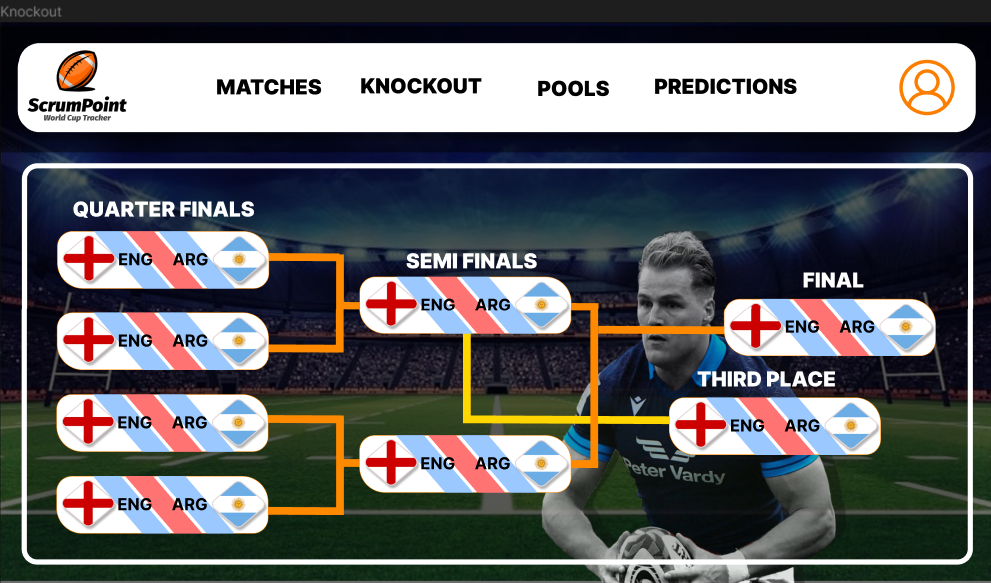 Knockout
ScrumPoint
World Cup Tracker
MATCHES
KNOCKOUT
POOLS
PREDICTIONS
QUARTER FINALS
ENG ARG
ENG ARG
ENG ARG
ENG ARG
SEMI FINALS
ENG ARG
ENG ARG
FINAL
ENG ARG
THIRD PLACE
ENG ARG
Peter Vardy